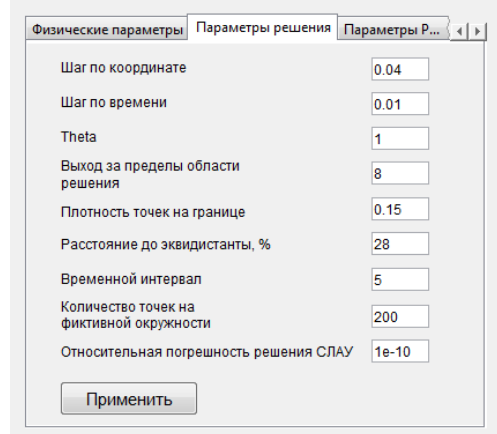 Физические параметры Параметры решения Параметры Р...
Шаг по координате 0.04
Шаг по времени 0.01
Theta 1
Выход за пределы области
решения 8
Плотность точек на границе 0.15
Расстояние до эквидистанты, % 28
Временной интервал 5
Количество точек на
фиктивной окружности 200
Относительная погрешность решения СЛАУ 1e-10
Применить